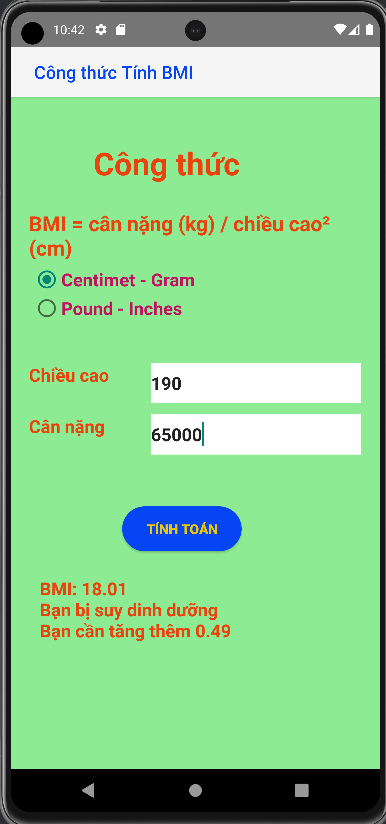 10:42
Công thức Tính BMI
Công thức
BMI = cân nặng (kg) / chiều cao²
(cm)
Centimet - Gram
Pound - Inches
Chiều cao
190
Cân nặng
65000
TÍNH TOÁN
BMI: 18.01
Bạn bị suy dinh dưỡng
Bạn cần tăng thêm 0.49